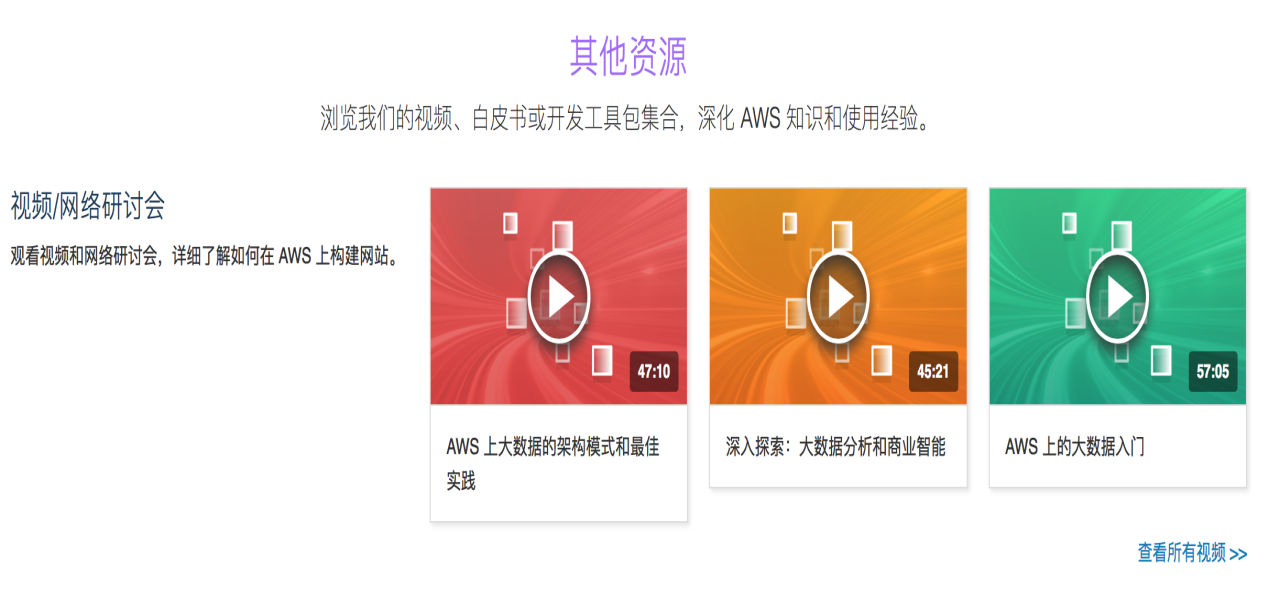 其他资源
浏览我们的视频、白皮书或开发工具包集合，深化 AWS 知识和使用经验。
视频/网络研讨会
观看视频和网络研讨会，详细了解如何在 AWS 上构建网站。
47:10
AWS 上大数据的架构模式和最佳
实践
45:21
深入探索：大数据分析和商业智能
57:05
AWS 上的大数据入门
查看所有视频 >>